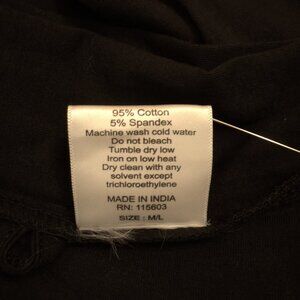 95% Cotton
5% Spandex
Machine wash cold water
Do not bleach
Tumble dry low
Iron on low heat
Dry clean with any
solvent except
trichloroethylene
MADE IN INDIA
RN: 115603
SIZE : M/L